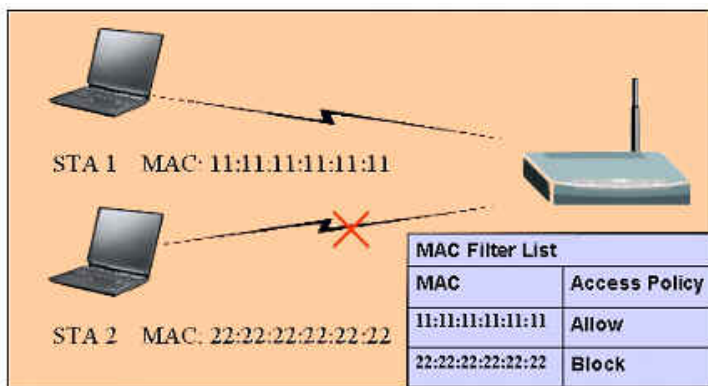 STA 1 MAC: 11:11:11:11:11:11
STA 2 MAC: 22:22:22:22:22:22
MAC Filter List
MAC Access Policy
11:11:11:11:11:11 Allow
22:22:22:22:22:22 Block